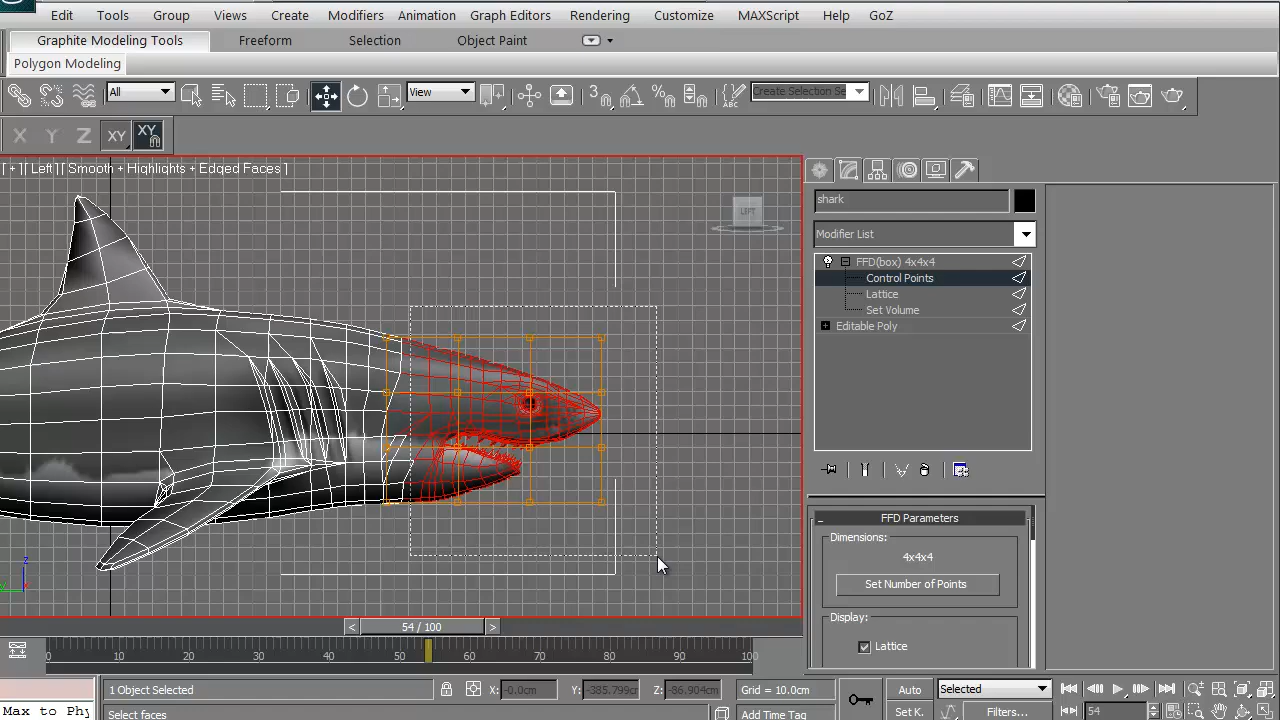 Edit Tools Group Views Create Modifiers Animation Graph Editors Rendering Customize MAXScript Help GoZ
Graphite Modeling Tools Freeform Selection Object Paint
Polygon Modeling
All View Create Selection Se
X Y Z XY XY
[ + ][ Left ][ Smooth + Highlights + Edged Faces ]
LEFT
shark
Modifier List
FFD(box) 4x4x4
Control Points
Lattice
Set Volume
Editable Poly
FFD Parameters
Dimensions:
4x4x4
Set Number of Points
Display:
Lattice
z
y x
< 54 / 100 >
0 10 20 30 40 50 60 70 80 90 100
1 Object Selected X: -0.0cm Y: -385.799cr Z: -86.904cm Grid = 10.0cm Auto Selected
Max to Phy Select faces Add Time Tag Set K. Filters... 54